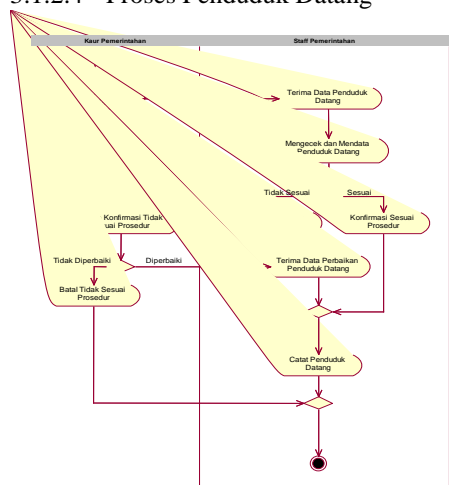 Proses Penduduk Datang
Kaur Pemerintahan
Staff Pemerintahan
Terima Data Penduduk
Datang
Mengecek dan Mendata
Penduduk Datang
Tidak Sesuai
Sesuai
Konfirmasi Tidak
Prosedur
Konfirmasi Sesuai
Prosedur
Tidak Diperbaiki
Diperbaiki
Terima Data Perbaikan
Penduduk Datang
Batal Tidak Sesuai
Prosedur
Catat Penduduk
Datang